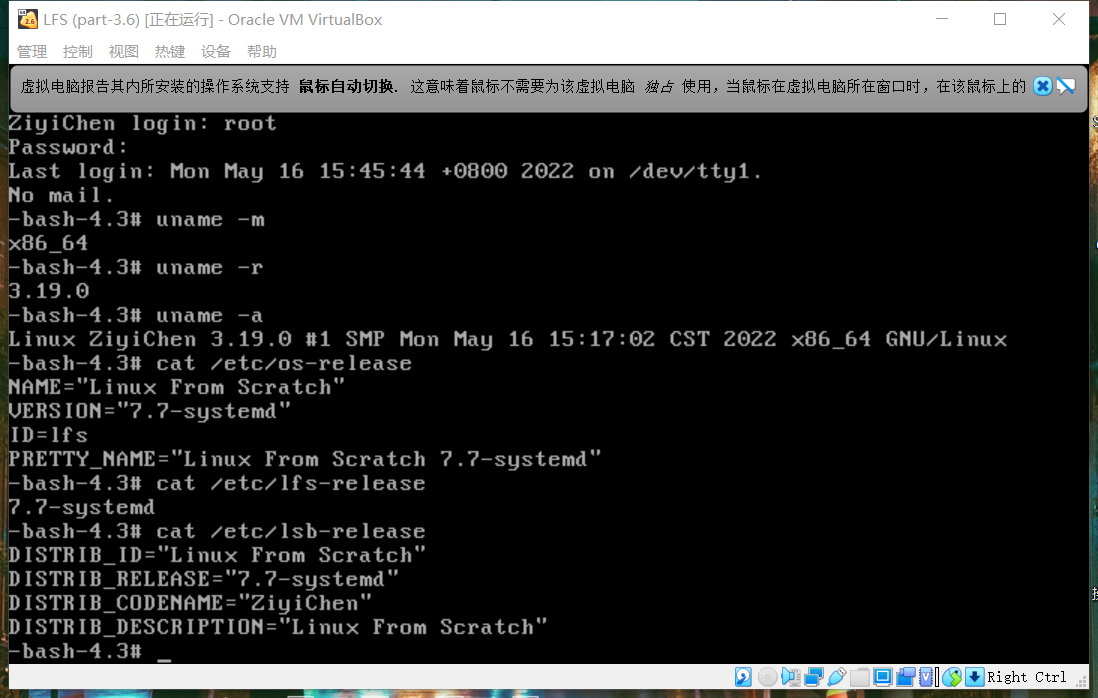 LFS (part-3.6) [正在运行] - Oracle VM VirtualBox
管理 控制 视图 热键 设备 帮助
虚拟电脑报告其内所安装的操作系统支持 鼠标自动切换. 这意味着鼠标不需要为该虚拟电脑 独占 使用，当鼠标在虚拟电脑所在窗口时，在该鼠标上的
ZiyiChen login: root
Password:
Last login: Mon May 16 15:45:44 +0800 2022 on /dev/tty1.
No mail.
-bash-4.3# uname -m
x86_64
-bash-4.3# uname -r
3.19.0
-bash-4.3# uname -a
Linux ZiyiChen 3.19.0 #1 SMP Mon May 16 15:17:02 CST 2022 x86_64 GNU/Linux
-bash-4.3# cat /etc/os-release
NAME="Linux From Scratch"
VERSION="7.7-systemd"
ID=lfs
PRETTY_NAME="Linux From Scratch 7.7-systemd"
-bash-4.3# cat /etc/lfs-release
7.7-systemd
-bash-4.3# cat /etc/lsb-release
DISTRIB_ID="Linux From Scratch"
DISTRIB_RELEASE="7.7-systemd"
DISTRIB_CODENAME="ZiyiChen"
DISTRIB_DESCRIPTION="Linux From Scratch"
-bash-4.3# _
Right Ctrl